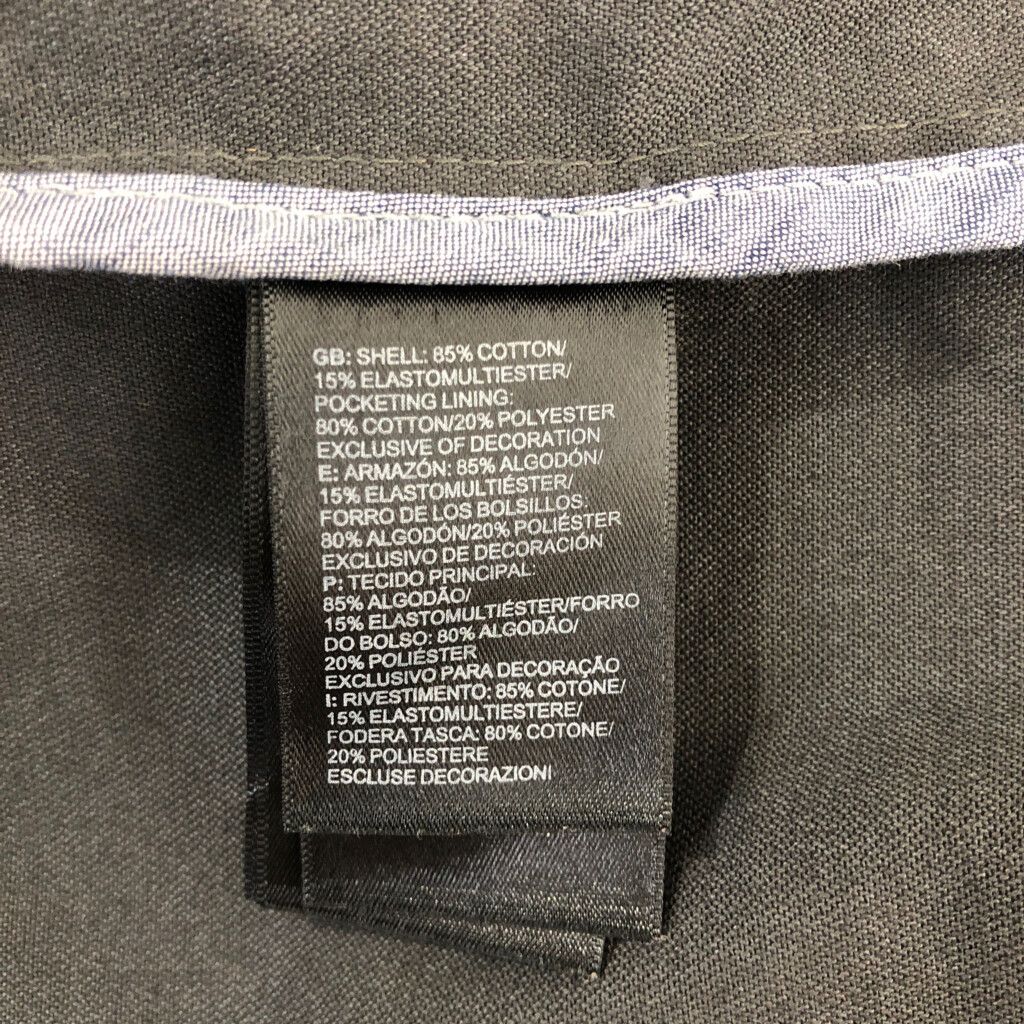 GB: SHELL: 85% COTTON/
15% ELASTOMULTIESTER/
POCKETING LINING:
80% COTTON/20% POLYESTER
EXCLUSIVE OF DECORATION
E: ARMAZÓN: 85% ALGODÓN/
15% ELASTOMULTIÉSTER/
FORRO DE LOS BOLSILLOS:
80% ALGODÓN/20% POLIÉSTER
EXCLUSIVO DE DECORACIÓN
P: TECIDO PRINCIPAL:
85% ALGODÃO/
15% ELASTOMULTIÉSTER/FORRO
DO BOLSO: 80% ALGODÃO/
20% POLIÉSTER
EXCLUSIVO PARA DECORAÇÃO
I: RIVESTIMENTO: 85% COTONE/
15% ELASTOMULTIESTERE/
FODERA TASCA: 80% COTONE/
20% POLIESTERE
ESCLUSE DECORAZIONI